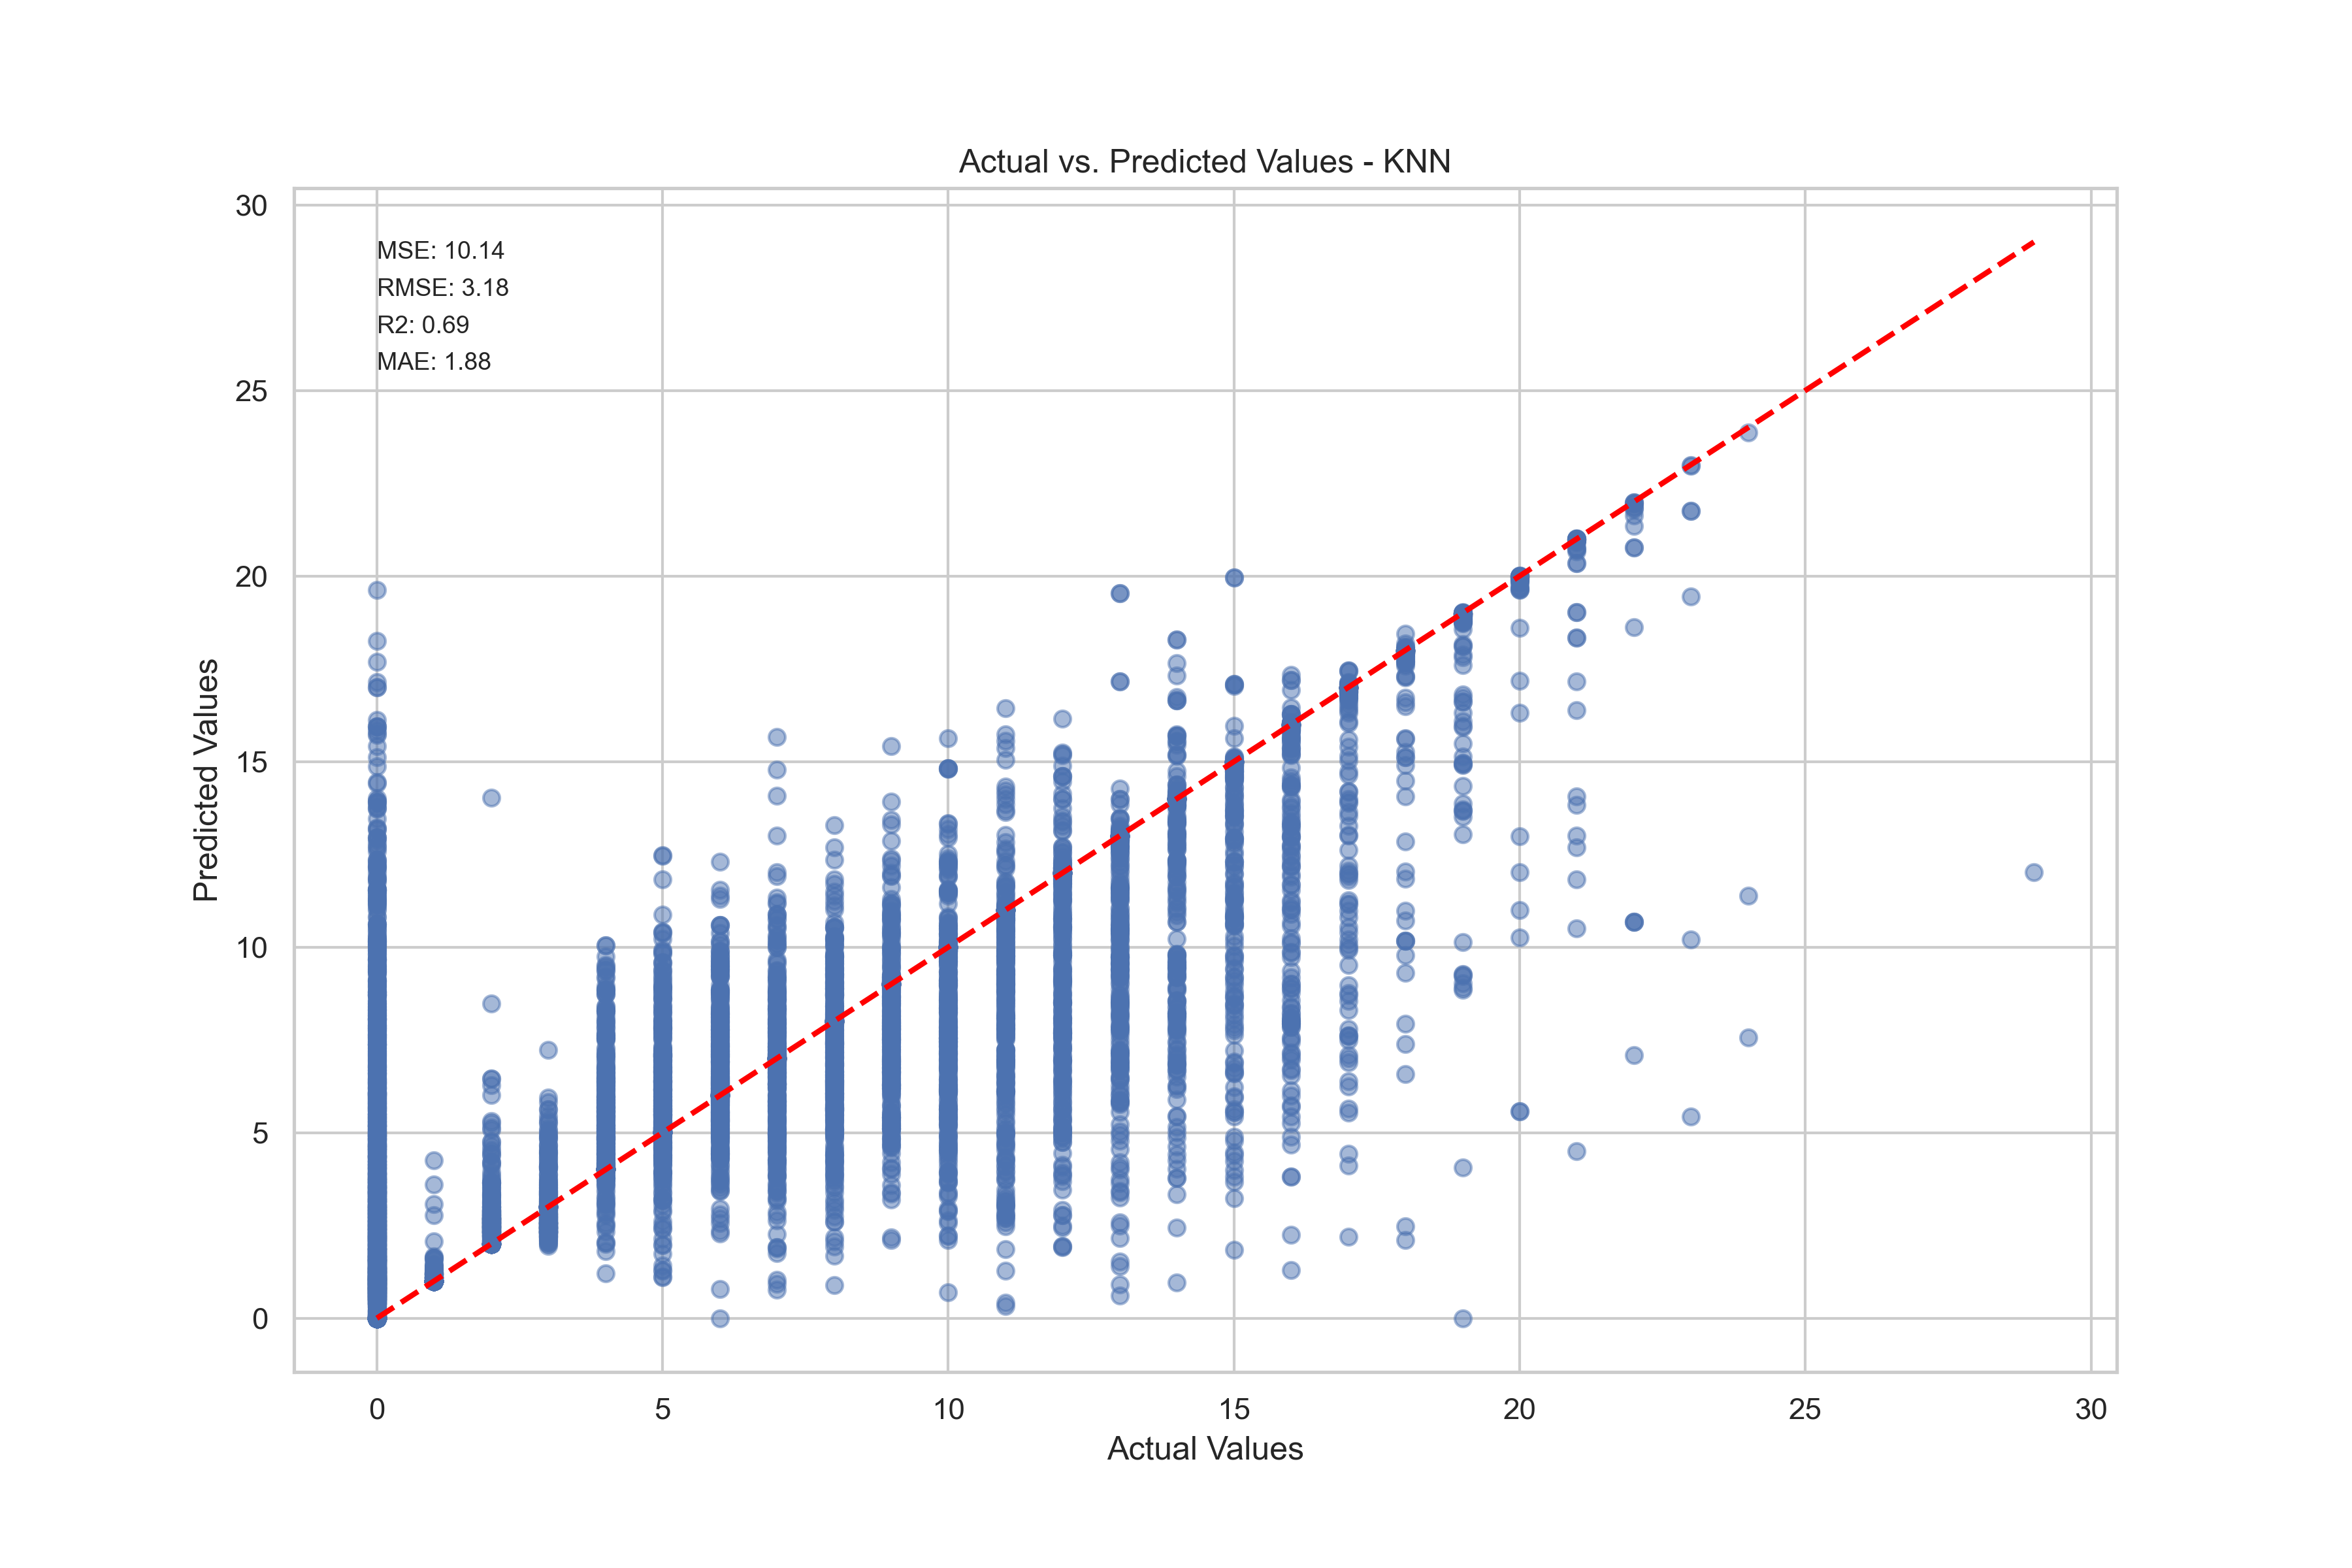 Actual vs. Predicted Values - KNN
30
MSE: 10.14
RMSE: 3.18
R2: 0.69
MAE: 1.88
25
20
15
10
5
0
Predicted Values
0 5 10 15 20 25 30
Actual Values